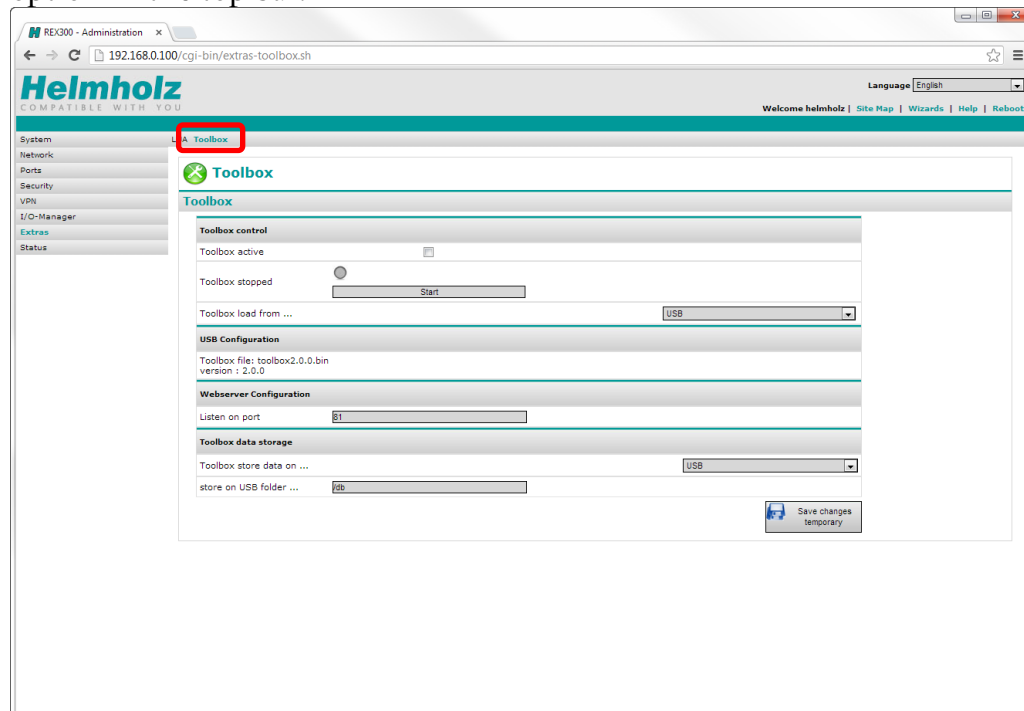 REX300 - Administration
192.168.0.100/cgi-bin/extras-toolbox.sh
Helmholz
COMPATIBLE WITH YOU
Language English
Welcome helmholz | Site Map | Wizards | Help | Reboot
System
Toolbox
Network
Ports
Security
VPN
I/O-Manager
Extras
Status
Toolbox
Toolbox
Toolbox control
Toolbox active
Toolbox stopped
Start
Toolbox load from ... USB
USB Configuration
Toolbox file: toolbox2.0.0.bin
version : 2.0.0
Webserver Configuration
Listen on port 81
Toolbox data storage
Toolbox store data on ... USB
store on USB folder ... /db
Save changes
temporary